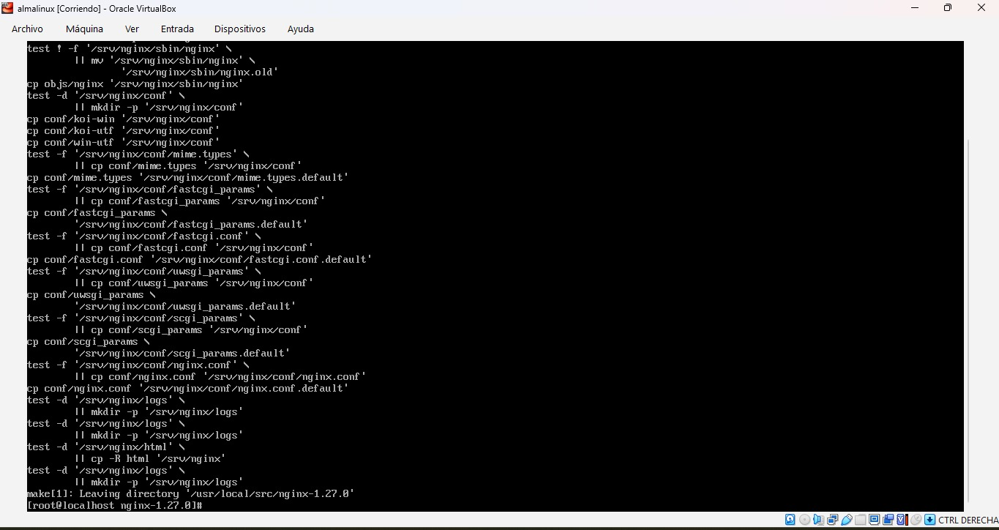 almalinux [Corriendo] - Oracle VirtualBox
Archivo Máquina Ver Entrada Dispositivos Ayuda
test ! -f '/srv/nginx/sbin/nginx' \
|| mv '/srv/nginx/sbin/nginx' \
'/srv/nginx/sbin/nginx.old'
cp objs/nginx '/srv/nginx/sbin/nginx'
test -d '/srv/nginx/conf' \
|| mkdir -p '/srv/nginx/conf'
cp conf/koi-win '/srv/nginx/conf'
cp conf/koi-utf '/srv/nginx/conf'
cp conf/win-utf '/srv/nginx/conf'
test -f '/srv/nginx/conf/mime.types' \
|| cp conf/mime.types '/srv/nginx/conf'
cp conf/mime.types '/srv/nginx/conf/mime.types.default'
test -f '/srv/nginx/conf/fastcgi_params' \
|| cp conf/fastcgi_params '/srv/nginx/conf'
cp conf/fastcgi_params \
'/srv/nginx/conf/fastcgi_params.default'
test -f '/srv/nginx/conf/fastcgi.conf' \
|| cp conf/fastcgi.conf '/srv/nginx/conf'
cp conf/fastcgi.conf '/srv/nginx/conf/fastcgi.conf.default'
test -f '/srv/nginx/conf/uwsgi_params' \
|| cp conf/uwsgi_params '/srv/nginx/conf'
cp conf/uwsgi_params \
'/srv/nginx/conf/uwsgi_params.default'
test -f '/srv/nginx/conf/scgi_params' \
|| cp conf/scgi_params '/srv/nginx/conf'
cp conf/scgi_params \
'/srv/nginx/conf/scgi_params.default'
test -f '/srv/nginx/conf/nginx.conf' \
|| cp conf/nginx.conf '/srv/nginx/conf/nginx.conf'
cp conf/nginx.conf '/srv/nginx/conf/nginx.conf.default'
test -d '/srv/nginx/logs' \
|| mkdir -p '/srv/nginx/logs'
test -d '/srv/nginx/logs' \
|| mkdir -p '/srv/nginx/logs'
test -d '/srv/nginx/html' \
|| cp -R html '/srv/nginx'
test -d '/srv/nginx/logs' \
|| mkdir -p '/srv/nginx/logs'
make[1]: Leaving directory '/usr/local/src/nginx-1.27.0'
[root@localhost nginx-1.27.0]#
CTRL DERECHA